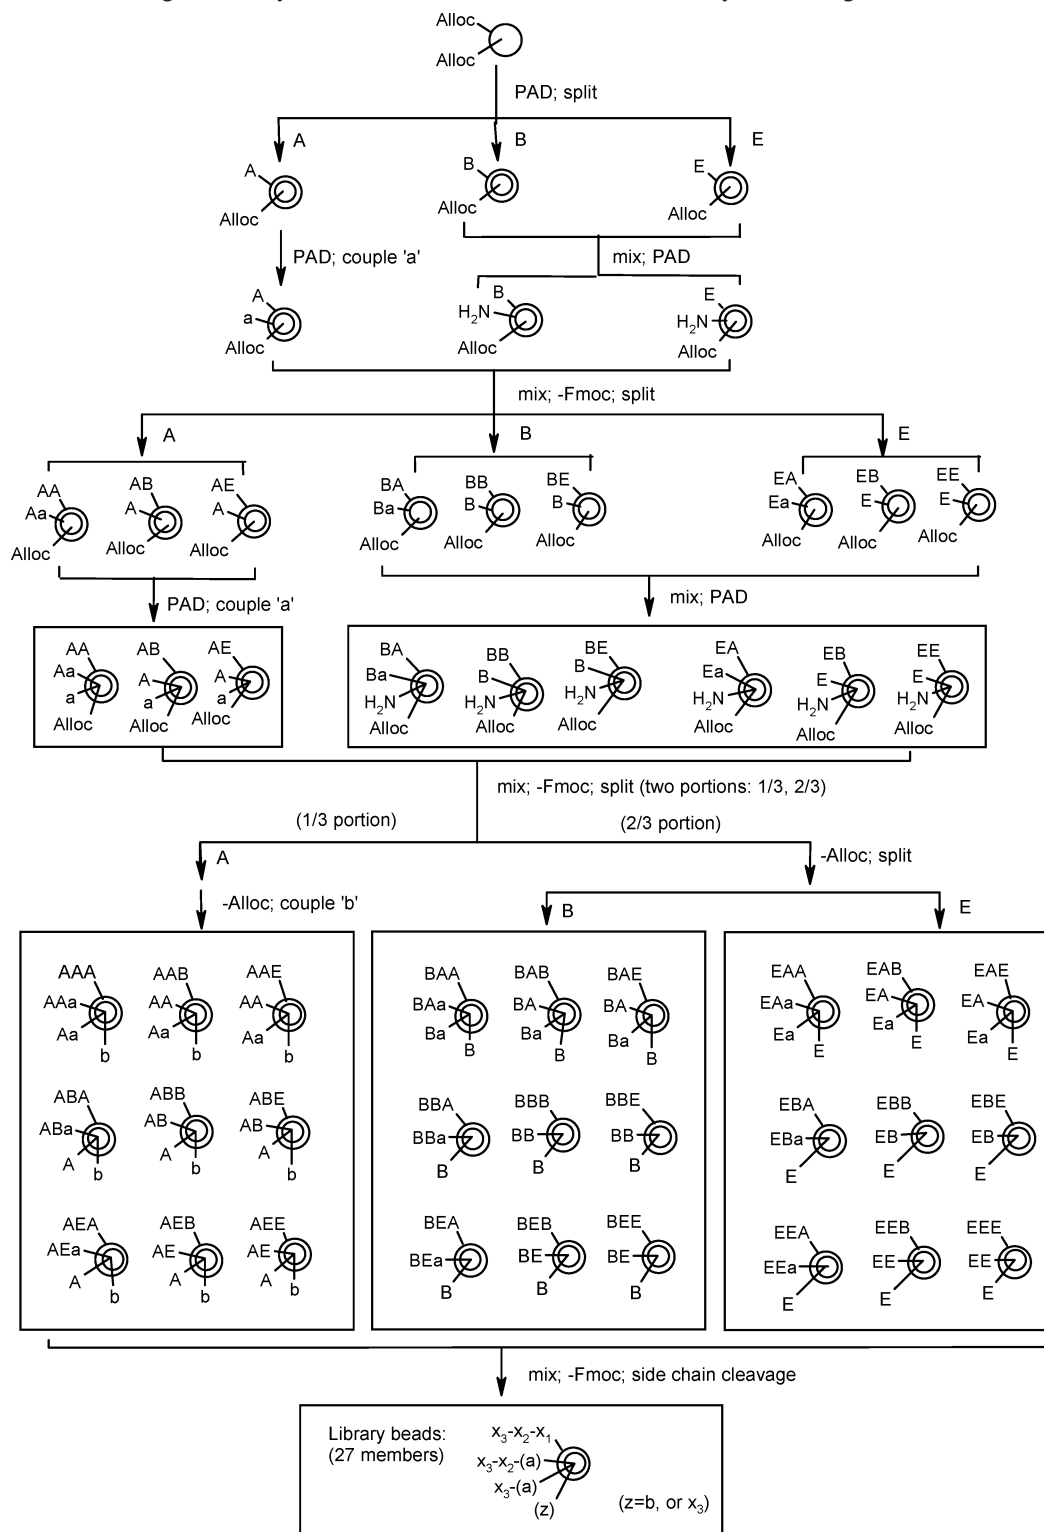 Alloc
Alloc
PAD; split
A
B
E
A
Alloc
B
Alloc
E
Alloc
PAD; couple 'a'
mix; PAD
A
a
Alloc
B
H2N
Alloc
E
H2N
Alloc
mix; -Fmoc; split
A
B
E
AA
Aa
Alloc
AB
A
Alloc
AE
A
Alloc
BA
Ba
Alloc
BB
B
Alloc
BE
B
Alloc
EA
Ea
Alloc
EB
E
Alloc
EE
E
Alloc
PAD; couple 'a'
mix; PAD
AA
Aa
a
Alloc
AB
A
a
Alloc
AE
A
a
Alloc
BA
Ba
H2N
Alloc
BB
B
H2N
Alloc
BE
B
H2N
Alloc
EA
Ea
H2N
Alloc
EB
E
H2N
Alloc
EE
E
H2N
Alloc
mix; -Fmoc; split (two portions: 1/3, 2/3)
(1/3 portion)
(2/3 portion)
A
-Alloc; split
-Alloc; couple 'b'
B
E
AAA
AAa
Aa
b
AAB
AA
Aa
b
AAE
AA
Aa
b
ABA
ABa
A
b
ABB
AB
A
b
ABE
AB
A
b
AEA
AEa
A
b
AEB
AE
A
b
AEE
AE
A
b
BAA
BAa
Ba
B
BAB
BA
Ba
B
BAE
BA
Ba
B
BBA
BBa
B
BBB
BB
B
BBE
BB
B
BEA
BEa
B
BEB
BE
B
BEE
BE
B
EAA
EAa
Ea
E
EAB
EA
Ea
E
EAE
EA
Ea
E
EBA
EBa
E
EBB
EB
E
EBE
EB
E
EEA
EEa
E
EEB
EE
E
EEE
EE
E
mix; -Fmoc; side chain cleavage
Library beads:
(27 members)
x3-x2-x1
x3-x2-(a)
x3-(a)
(z)
(z=b, or x3)